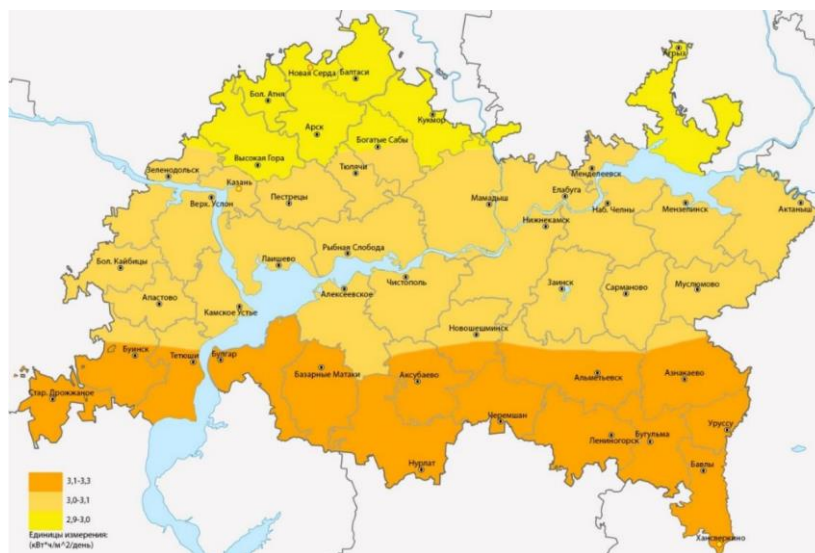 Агрыз
Новая Серда
Балтаси
Бол. Атня
Кукмор
Арск
Богатые Сабы
Высокая Гора
Менделеевск
Зеленодольск
Тюлячи
Казань
Елабуга
Верх. Услон
Пестрецы
Мамадыш
Наб. Челны
Мензелинск
Актаныш
Нижнекамск
Рыбная Слобода
Лаишево
Бол. Кайбицы
Чистополь
Алексеевское
Заинск
Сарманово
Муслюмово
Апастово
Камское Устье
Новошешминск
Буинск
Тетюши
Булгар
Базарные Матаки
Аксубаево
Альметьевск
Азнакаево
Стар. Дрожжаное
Черемшан
Уруссу
Лениногорск
Бугульма
Нурлат
Бавлы
3,1-3,3
3,0-3,1
2,9-3,0
Единицы измерения:
(кВт*ч/м^2/день)
Хансверкино